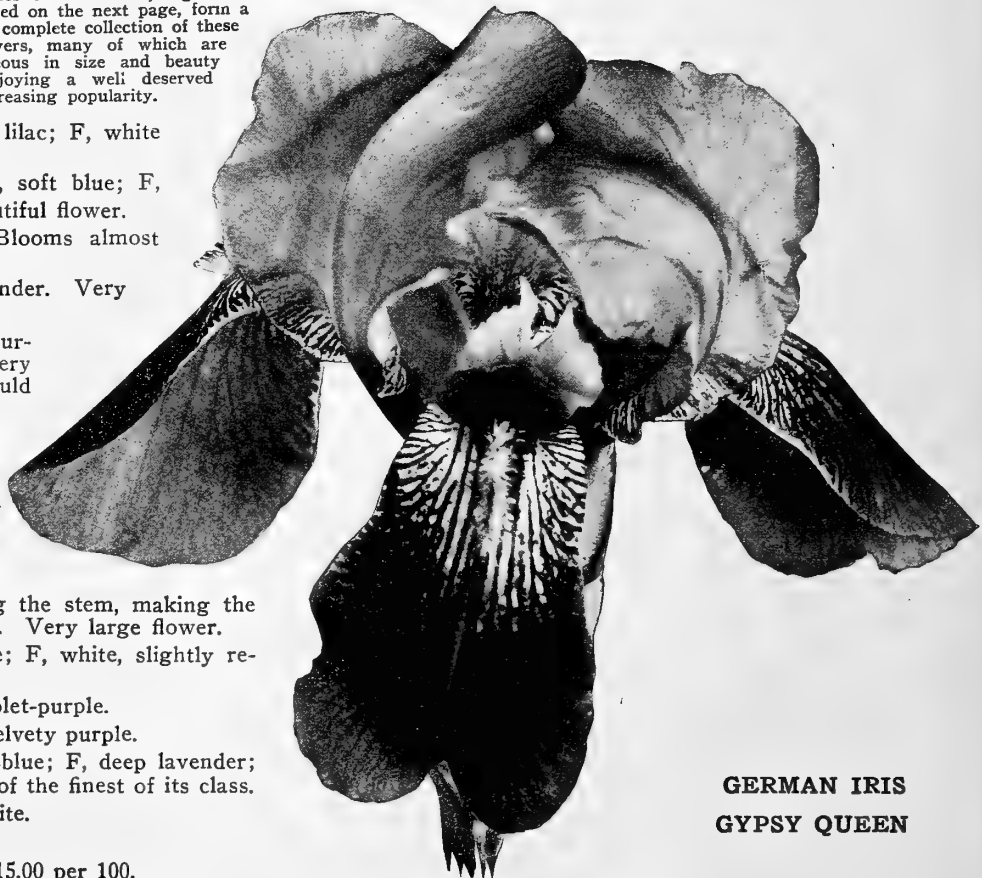 ed on the next page, form a
complete collection of these
vers, many of which are
ous in size and beauty
joying a well deserved
reasing popularity.
lilac; F, white
, soft blue; F,
utiful flower.
Blooms almost
nder. Very
ur-
ery
uld
g the stem, making the
. Very large flower.
e; F, white, slightly re-
let-purple.
elvety purple.
blue; F, deep lavender;
of the finest of its class.
ite.
15.00 per 100.
GERMAN IRIS
GYPSY QUEEN